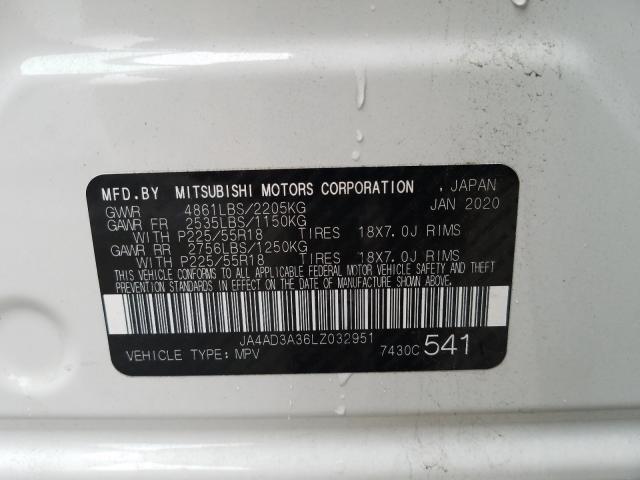 MFD.BY MITSUBISHI MOTORS CORPORATION , JAPAN
GVWR 4861LBS/2205KG JAN 2020
GAWR FR 2535LBS/1150KG
WITH P225/55R18 TIRES 18X7.0J RIMS
GAWR RR 2756LBS/1250KG
WITH P225/55R18 TIRES 18X7.0J RIMS
THIS VEHICLE CONFORMS TO ALL APPLICABLE FEDERAL MOTOR VEHICLE SAFETY AND THEFT
PREVENTION STANDARDS IN EFFECT ON THE DATE OF MANUFACTURE SHOWN ABOVE.
JA4AD3A36LZ032951
VEHICLE TYPE: MPV 7430C 541